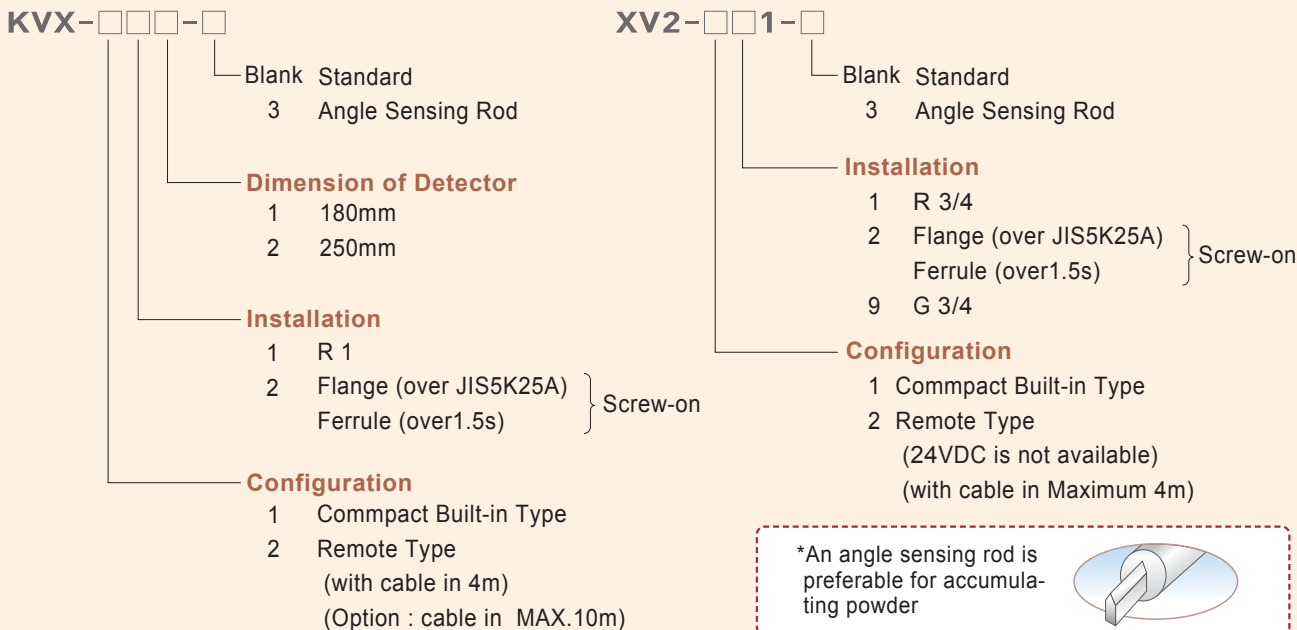 KVX-□□□-□
Blank Standard
3 Angle Sensing Rod
Dimension of Detector
1 180mm
2 250mm
Installation
1 R 1
2 Flange (over JIS5K25A)
Ferrule (over1.5s)
Screw-on
Configuration
1 Commpact Built-in Type
2 Remote Type
(with cable in 4m)
(Option : cable in MAX.10m)
XV2-□□1-□
Blank Standard
3 Angle Sensing Rod
Installation
1 R 3/4
2 Flange (over JIS5K25A)
Ferrule (over1.5s)
Screw-on
9 G 3/4
Configuration
1 Commpact Built-in Type
2 Remote Type
(24VDC is not available)
(with cable in Maximum 4m)
*An angle sensing rod is
preferable for accumula-
ting powder